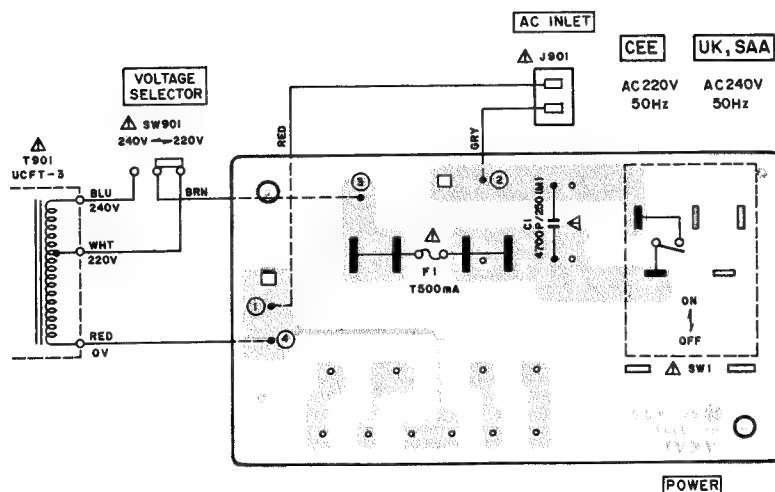 AC INLET
J901
CEE
UK, SAA
AC220V
50Hz
AC240V
50Hz
VOLTAGE
SELECTOR
SW901
240V 220V
RED
GRY
T901
UCFT-3
BLU
240V
BRN
WHT
220V
RED
0V
3
2
C1
4700P/250(M)
F1
T500mA
1
4
ON
OFF
SW1
POWER